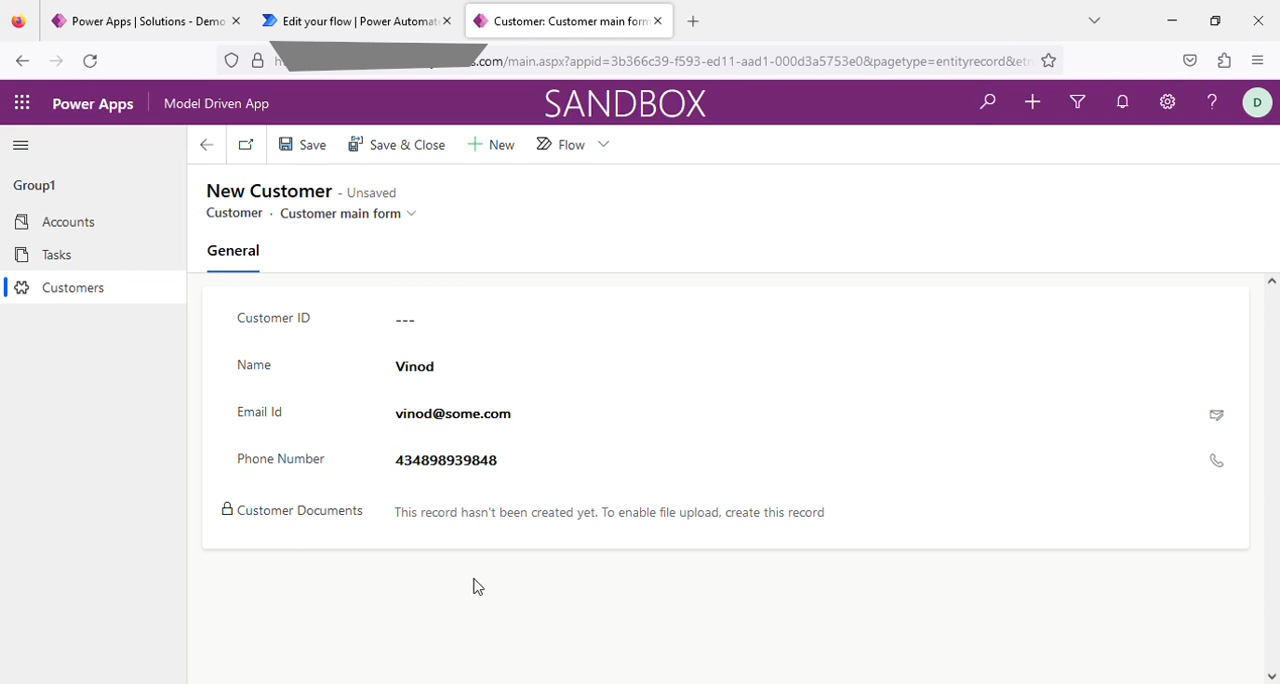 Power Apps | Solutions - Demo
Edit your flow | Power Automat
Customer: Customer main form
.com/main.aspx?appid=3b366c39-f593-ed11-aad1-000d3a5753e0&pagetype=entityrecord&etn
Power Apps
Model Driven App
SANDBOX
D
Save
Save & Close
New
Flow
Group1
Accounts
Tasks
Customers
New Customer - Unsaved
Customer · Customer main form
General
Customer ID
---
Name
Vinod
Email Id
vinod@some.com
Phone Number
434898939848
Customer Documents
This record hasn't been created yet. To enable file upload, create this record